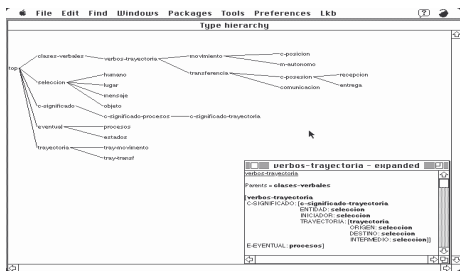 File Edit Find Windows Packages Tools Preferences Lkb
Type hierarchy
top
clases-verbales
verbos-trayectoria
movimiento
c-posicion
m-autonomo
transferencia
c-posesion
recepcion
entrega
comunicacion
seleccion
humano
lugar
mensaje
objeto
c-significado
c-significado-procesos
c-significado-trayectoria
eventual
procesos
estados
trayectoria
tray-movimento
tray-transf
verbos-trayectoria - expanded
verbos-trayectoria
Parents = clases-verbales
[verbos-trayectoria
C-SIGNIFICADO: [c-significado-trayectoria
ENTIDAD: seleccion
INICIADOR: seleccion
TRAYECTORIA: [trayectoria
ORIGEN: seleccion
DESTINO: seleccion
INTERMEDIO: seleccion]]
E-EVENTUAL: procesos]